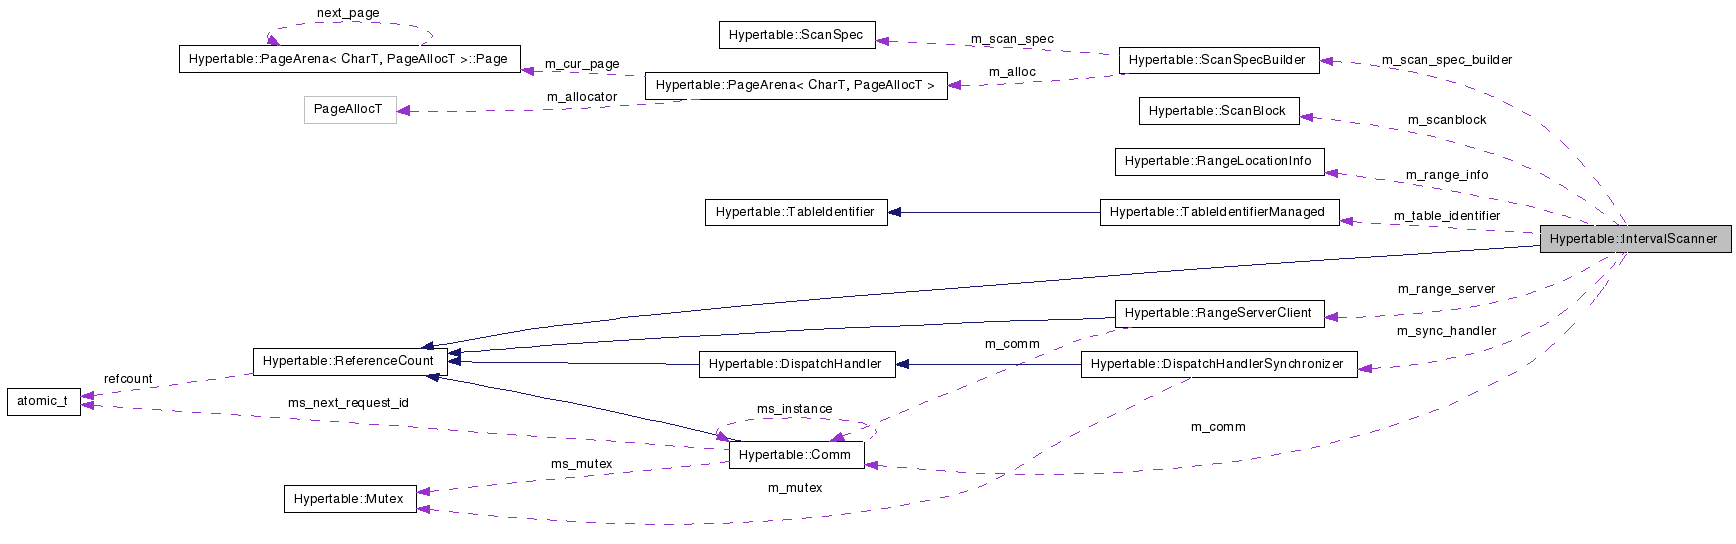 next_page
Hypertable::PageArena< CharT, PageAllocT >::Page
Hypertable::ScanSpec
m_scan_spec
Hypertable::ScanSpecBuilder
m_scan_spec_builder
m_cur_page
m_alloc
Hypertable::PageArena< CharT, PageAllocT >
m_allocator
PageAllocT
Hypertable::ScanBlock
m_scanblock
Hypertable::RangeLocationInfo
m_range_info
Hypertable::TableIdentifier
Hypertable::TableIdentifierManaged
m_table_identifier
Hypertable::IntervalScanner
m_range_server
Hypertable::RangeServerClient
m_sync_handler
m_comm
Hypertable::ReferenceCount
Hypertable::DispatchHandler
Hypertable::DispatchHandlerSynchronizer
refcount
atomic_t
ms_next_request_id
ms_instance
m_comm
Hypertable::Comm
ms_mutex
m_mutex
Hypertable::Mutex